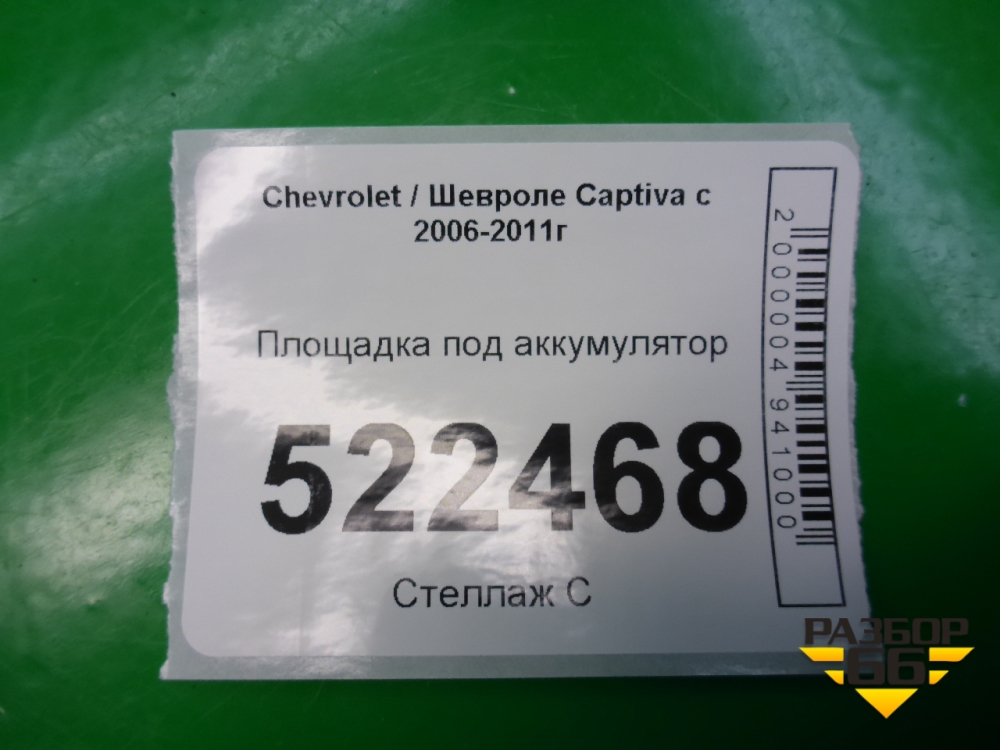 Chevrolet / Шевроле Captiva с
2006-2011г
Площадка под аккумулятор
522468
Стеллаж С
2000004941000
РАЗБОР
66